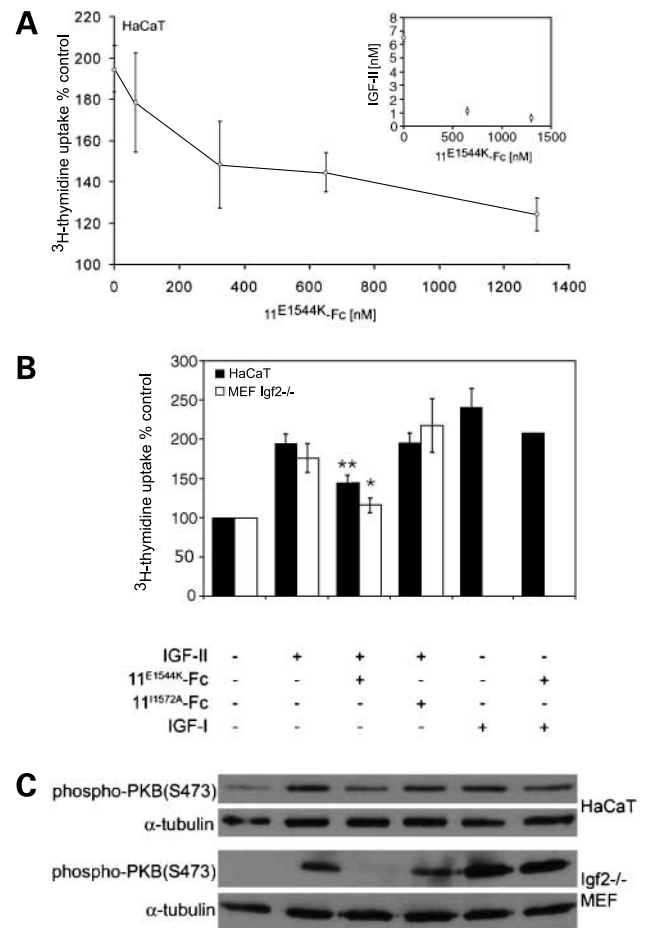 A
HaCaT
220
200
180
160
140
120
100
³H-thymidine uptake % control
0
200
400
600
800
1000
1200
1400
11E1544K-Fc [nM]
8
7
6
5
4
3
2
1
0
IGF-II [nM]
0
500
1000
1500
11E1544K-Fc [nM]
B
300
250
200
150
100
50
0
³H-thymidine uptake % control
HaCaT
MEF Igf2-/-
**
*
IGF-II - + + + - -
11E1544K-Fc - - + - - +
11I1572A-Fc - - - + - -
IGF-I - - - - + +
C
phospho-PKB(S473)
α-tubulin
HaCaT
phospho-PKB(S473)
α-tubulin
Igf2-/-
MEF